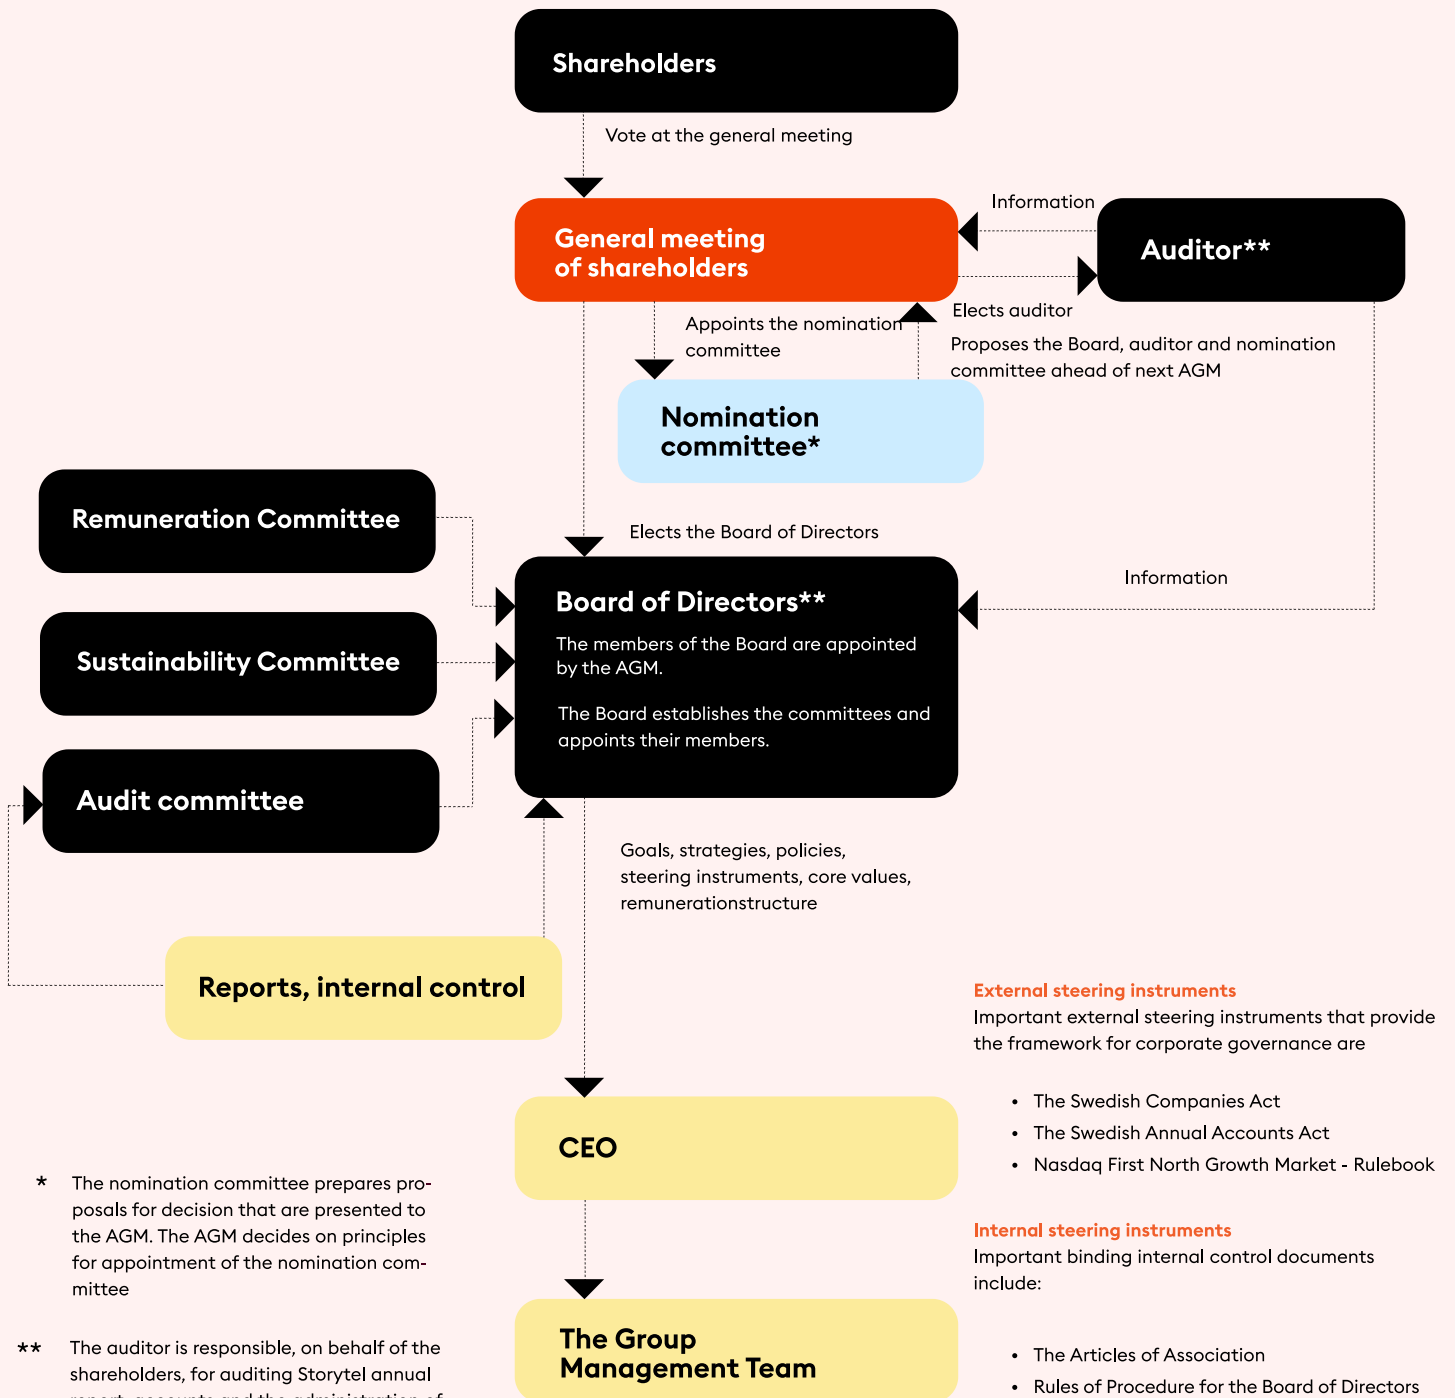 Shareholders
Vote at the general meeting
Information
General meeting
of shareholders
Auditor**
Elects auditor
Appoints the nomination
committee
Proposes the Board, auditor and nomination
committee ahead of next AGM
Nomination
committee*
Remuneration Committee
Elects the Board of Directors
Information
Board of Directors**
The members of the Board are appointed
by the AGM.
The Board establishes the committees and
appoints their members.
Sustainability Committee
Audit committee
Goals, strategies, policies,
steering instruments, core values,
remunerationstructure
Reports, internal control
CEO
The Group
Management Team
External steering instruments
Important external steering instruments that provide
the framework for corporate governance are
• The Swedish Companies Act
• The Swedish Annual Accounts Act
• Nasdaq First North Growth Market - Rulebook
Internal steering instruments
Important binding internal control documents
include:
• The Articles of Association
• Rules of Procedure for the Board of Directors
* The nomination committee prepares pro-
posals for decision that are presented to
the AGM. The AGM decides on principles
for appointment of the nomination com-
mittee
** The auditor is responsible, on behalf of the
shareholders, for auditing Storytel annual
report, accounts and the administration of